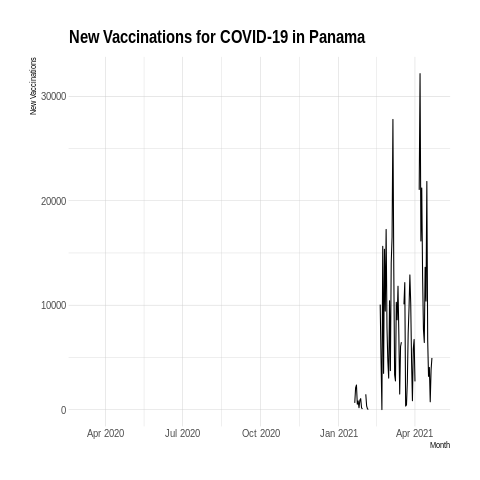 New Vaccinations for COVID-19 in Panama
New Vaccinations
30000
20000
10000
0
Apr 2020
Jul 2020
Oct 2020
Jan 2021
Apr 2021
Month